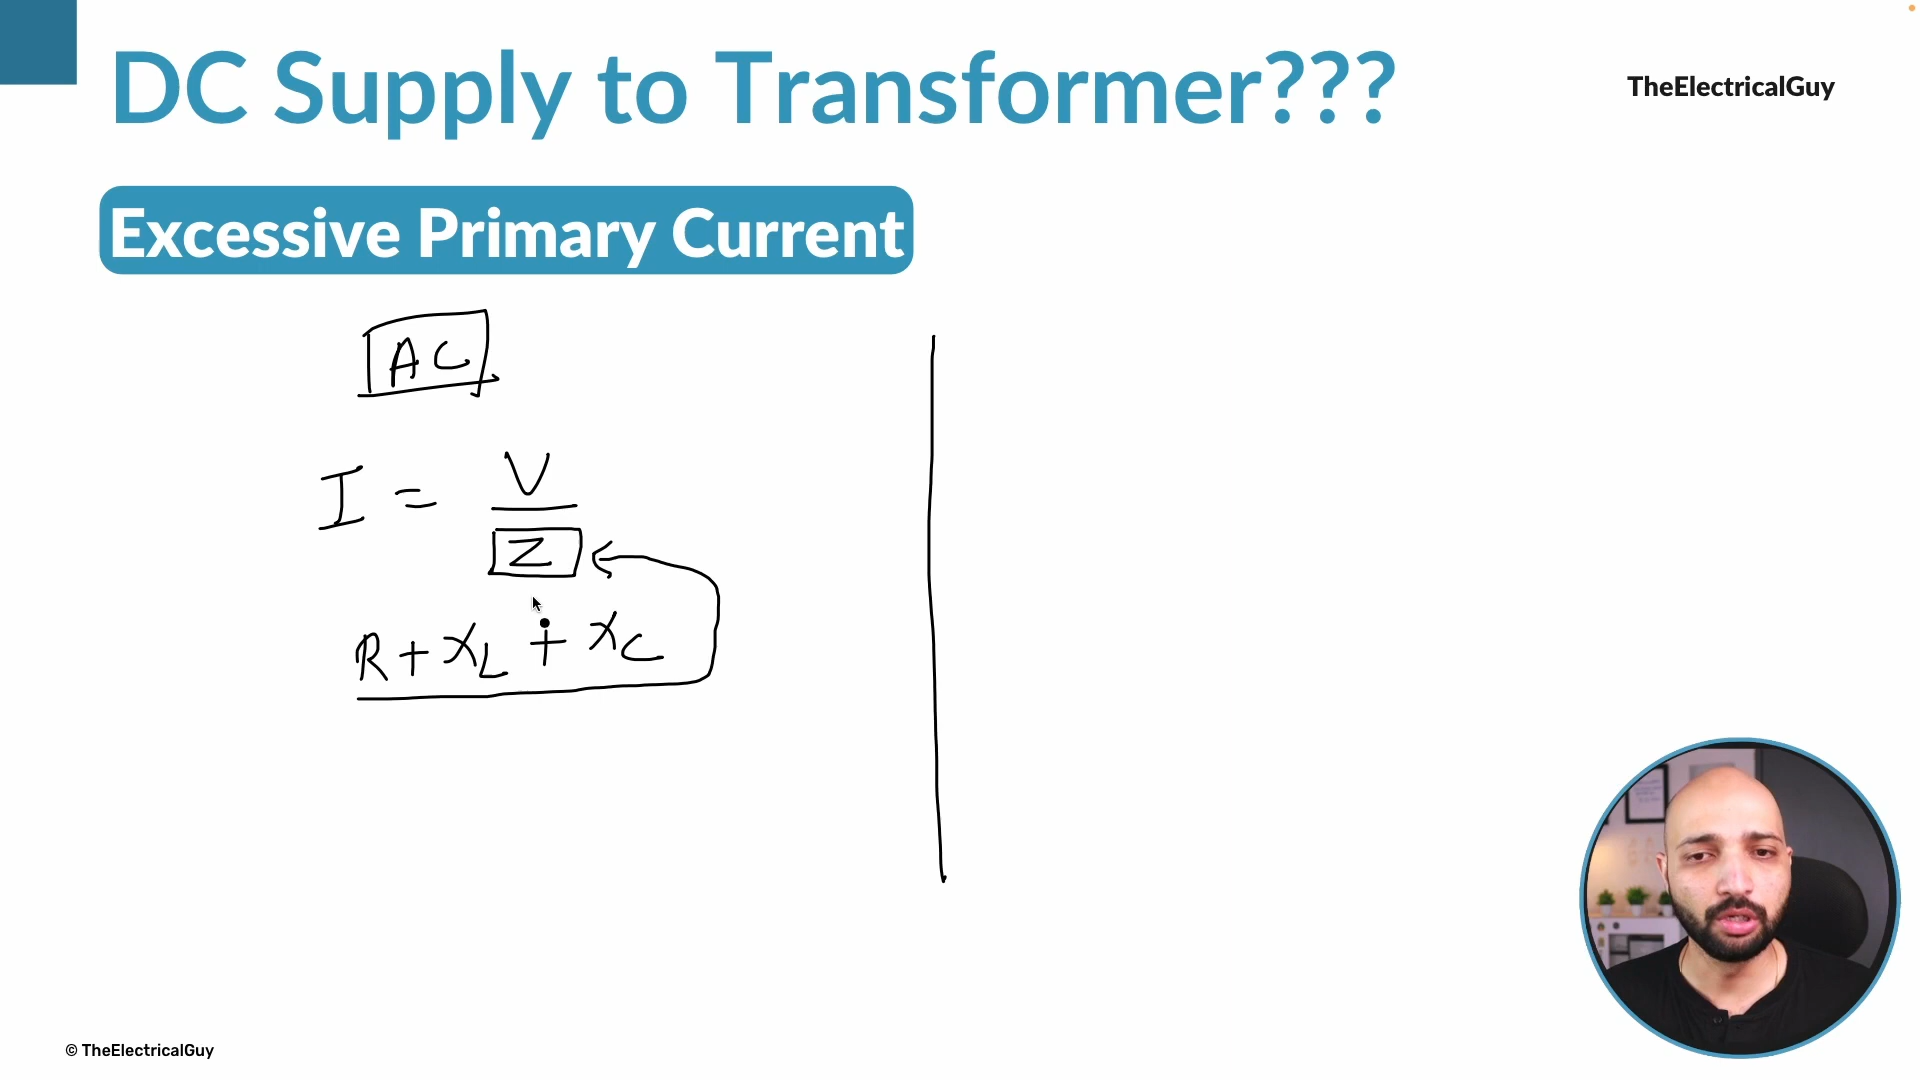 DC Supply to Transformer???
TheElectricalGuy
Excessive Primary Current
AC
I = V
Z
R + XL + XC
© TheElectricalGuy